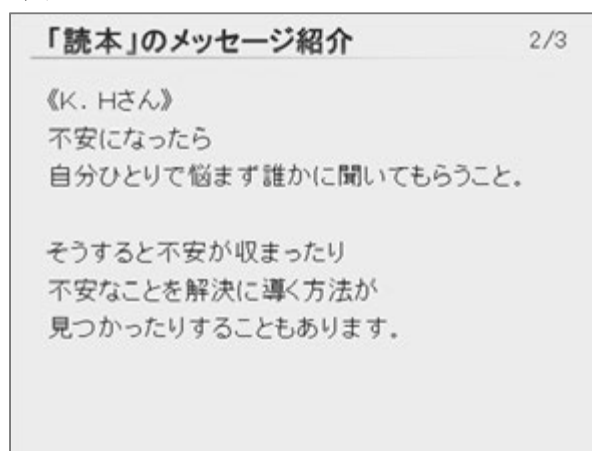 「読本」のメッセージ紹介 2/3
《K．Hさん》
不安になったら
自分ひとりで悩まず誰かに聞いてもらうこと．
そうすると不安が収まったり
不安なことを解決に導く方法が
見つかったりすることもあります．